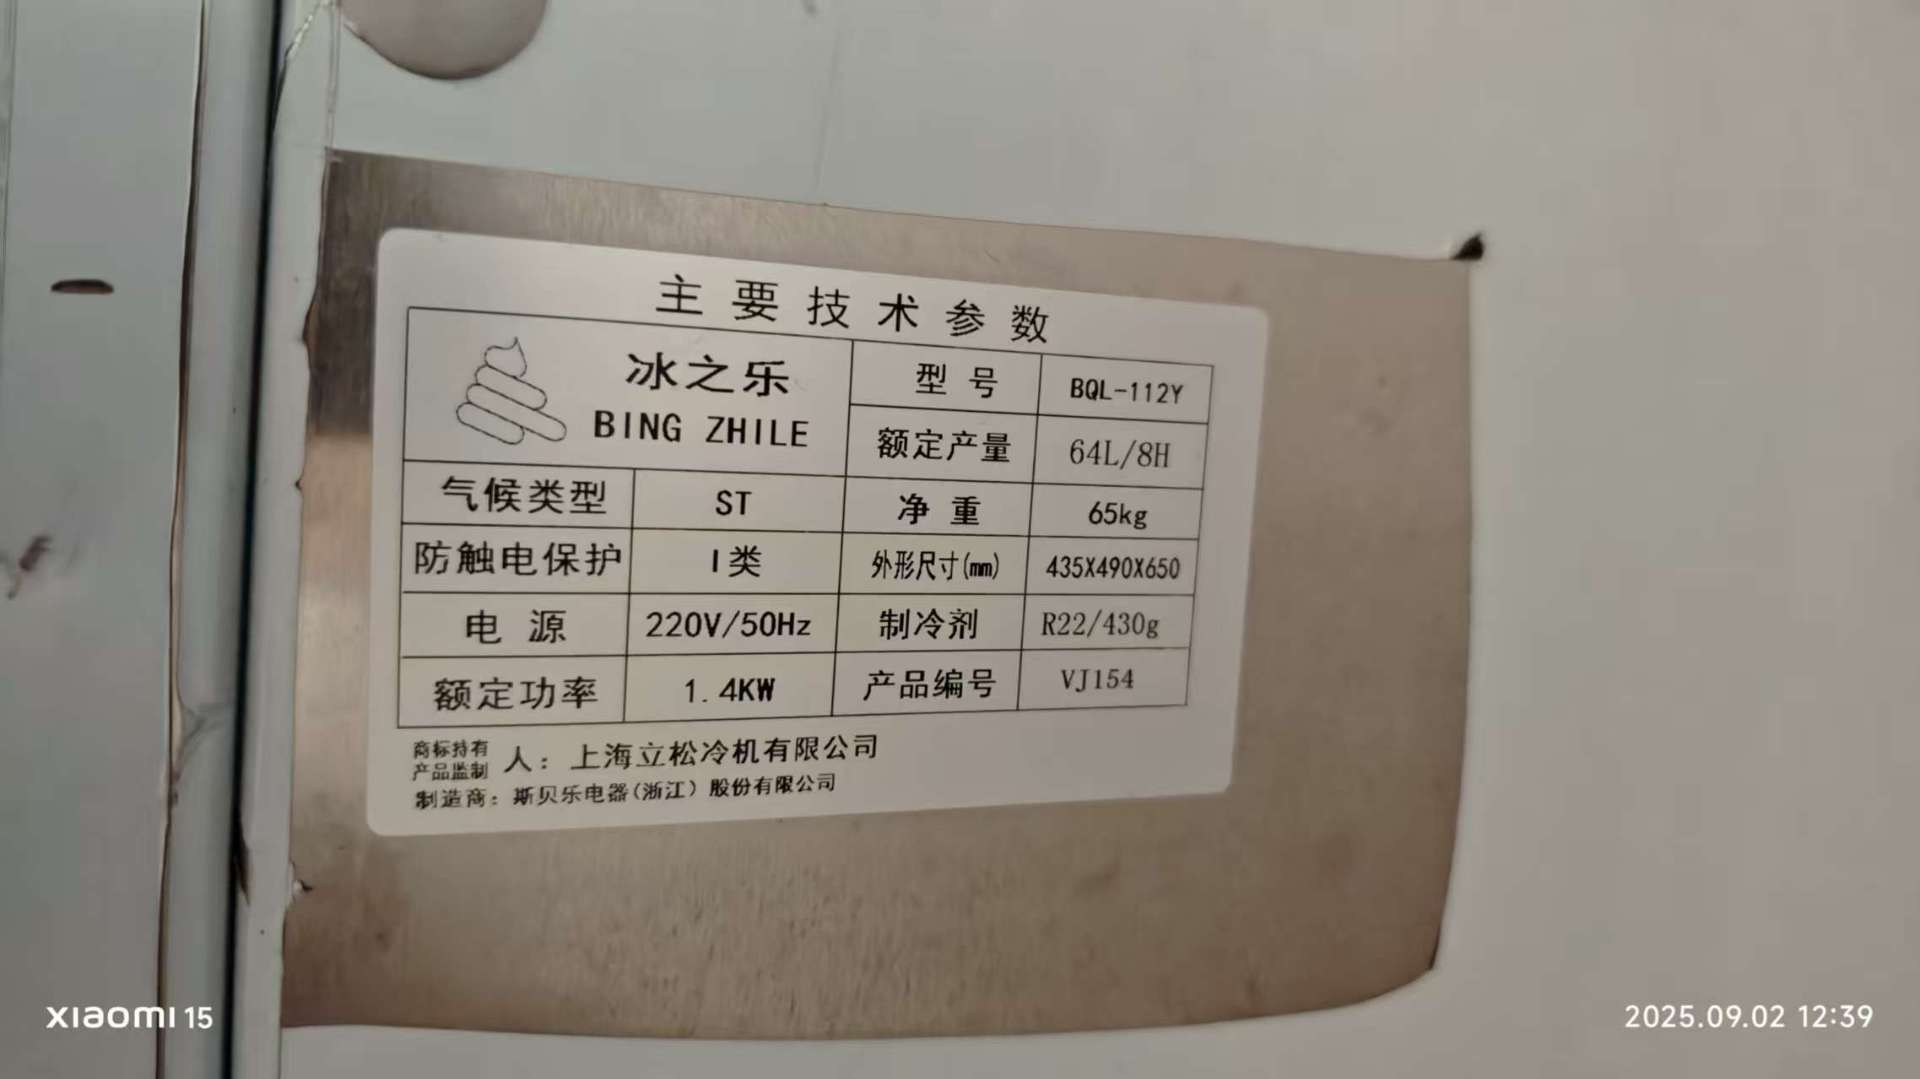 主要技术参数
冰之乐
BING ZHILE
型号 BQL-112Y
额定产量 64L/8H
气候类型 ST 净重 65kg
防触电保护 I类 外形尺寸(mm) 435X490X650
电源 220V/50Hz 制冷剂 R22/430g
额定功率 1.4KW 产品编号 VJ154
商标持有
产品监制 人：上海立松冷机有限公司
制造商：斯贝乐电器(浙江）股份有限公司
xiaomi 15
2025.09.02 12:39